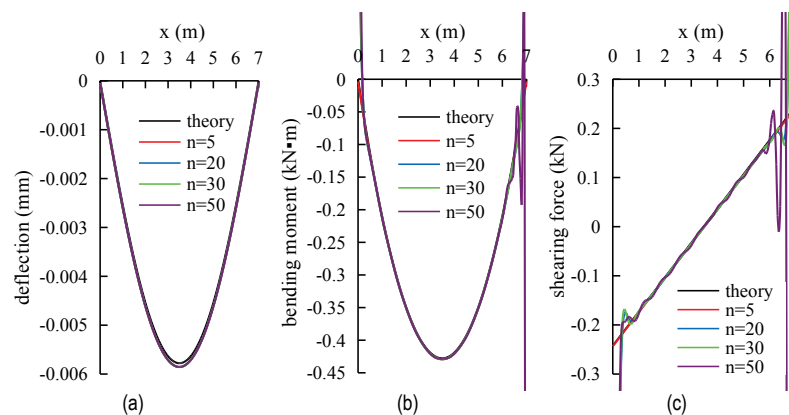 x (m)
0 1 2 3 4 5 6 7
0
-0.001
-0.002
-0.003
-0.004
-0.005
-0.006
deflection (mm)
theory
n=5
n=20
n=30
n=50
(a)
x (m)
0 1 2 3 4 5 6 7
0
-0.05
-0.1
-0.15
-0.2
-0.25
-0.3
-0.35
-0.4
-0.45
bending moment (kN▪m)
theory
n=5
n=20
n=30
n=50
(b)
x (m)
0 1 2 3 4 5 6 7
0.3
0.2
0.1
0
-0.1
-0.2
-0.3
shearing force (kN)
theory
n=5
n=20
n=30
n=50
(c)